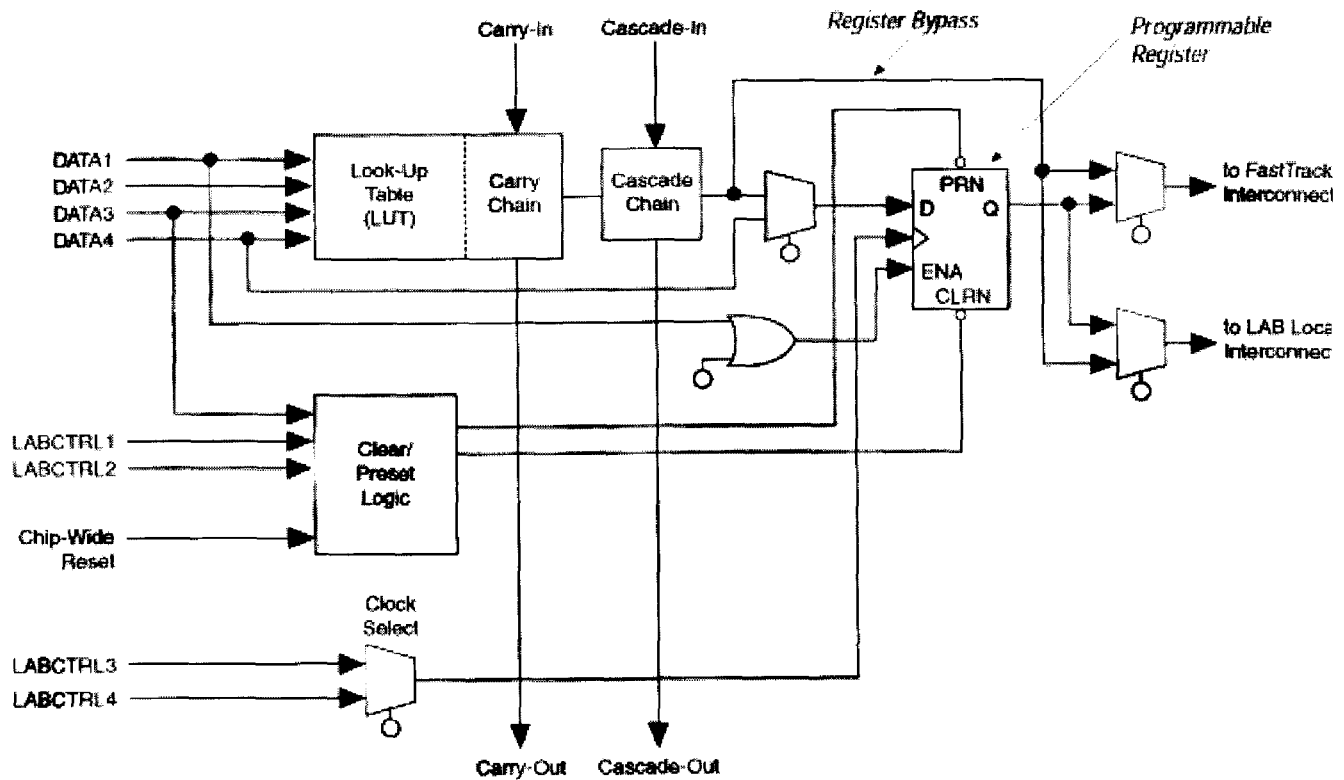 Carry-In
Cascade-In
Register Bypass
Programmable
Register
DATA1
DATA2
DATA3
DATA4
Look-Up
Table
(LUT)
Carry
Chain
Cascade
Chain
PRN
D
Q
ENA
CLRN
to FastTrack
Interconnect
to LAB Loca
Interconnect
LABCTRL1
LABCTRL2
Clear/
Preset
Logic
Chip-Wide
Reset
Clock
Select
LABCTRL3
LABCTRL4
Carry-Out
Cascade-Out